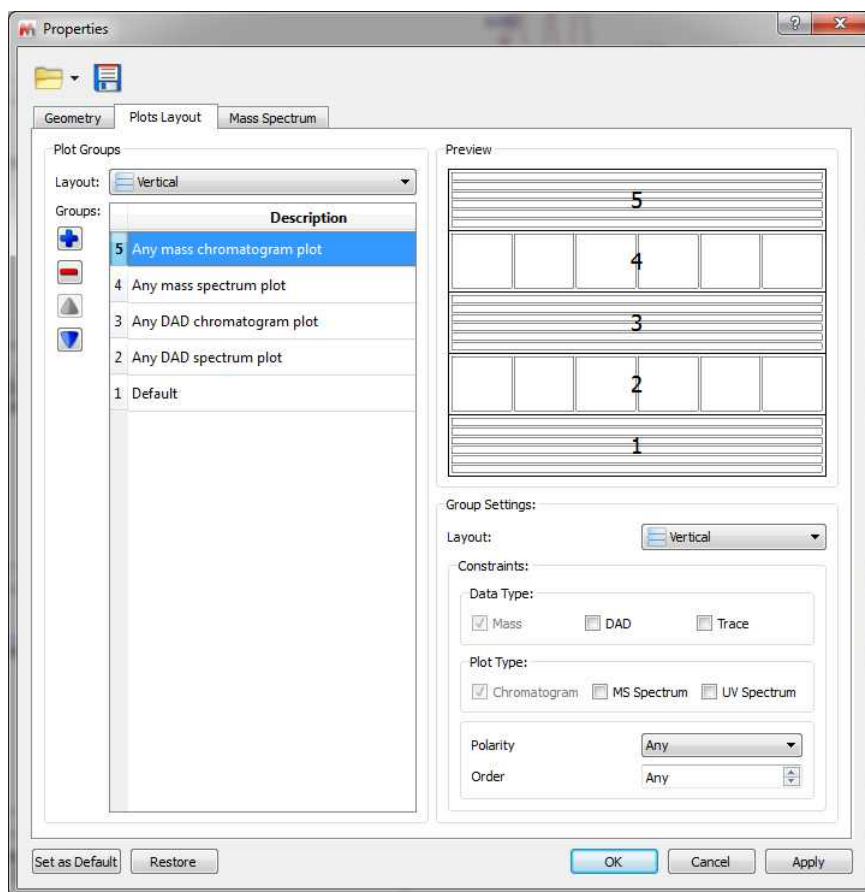 Properties
Geometry Plots Layout Mass Spectrum
Plot Groups
Layout: Vertical
Groups: Description
5 Any mass chromatogram plot
4 Any mass spectrum plot
3 Any DAD chromatogram plot
2 Any DAD spectrum plot
1 Default
Preview
5
4
3
2
1
Group Settings:
Layout: Vertical
Constraints:
Data Type:
Mass DAD Trace
Plot Type:
Chromatogram MS Spectrum UV Spectrum
Polarity Any
Order Any
Set as Default Restore OK Cancel Apply